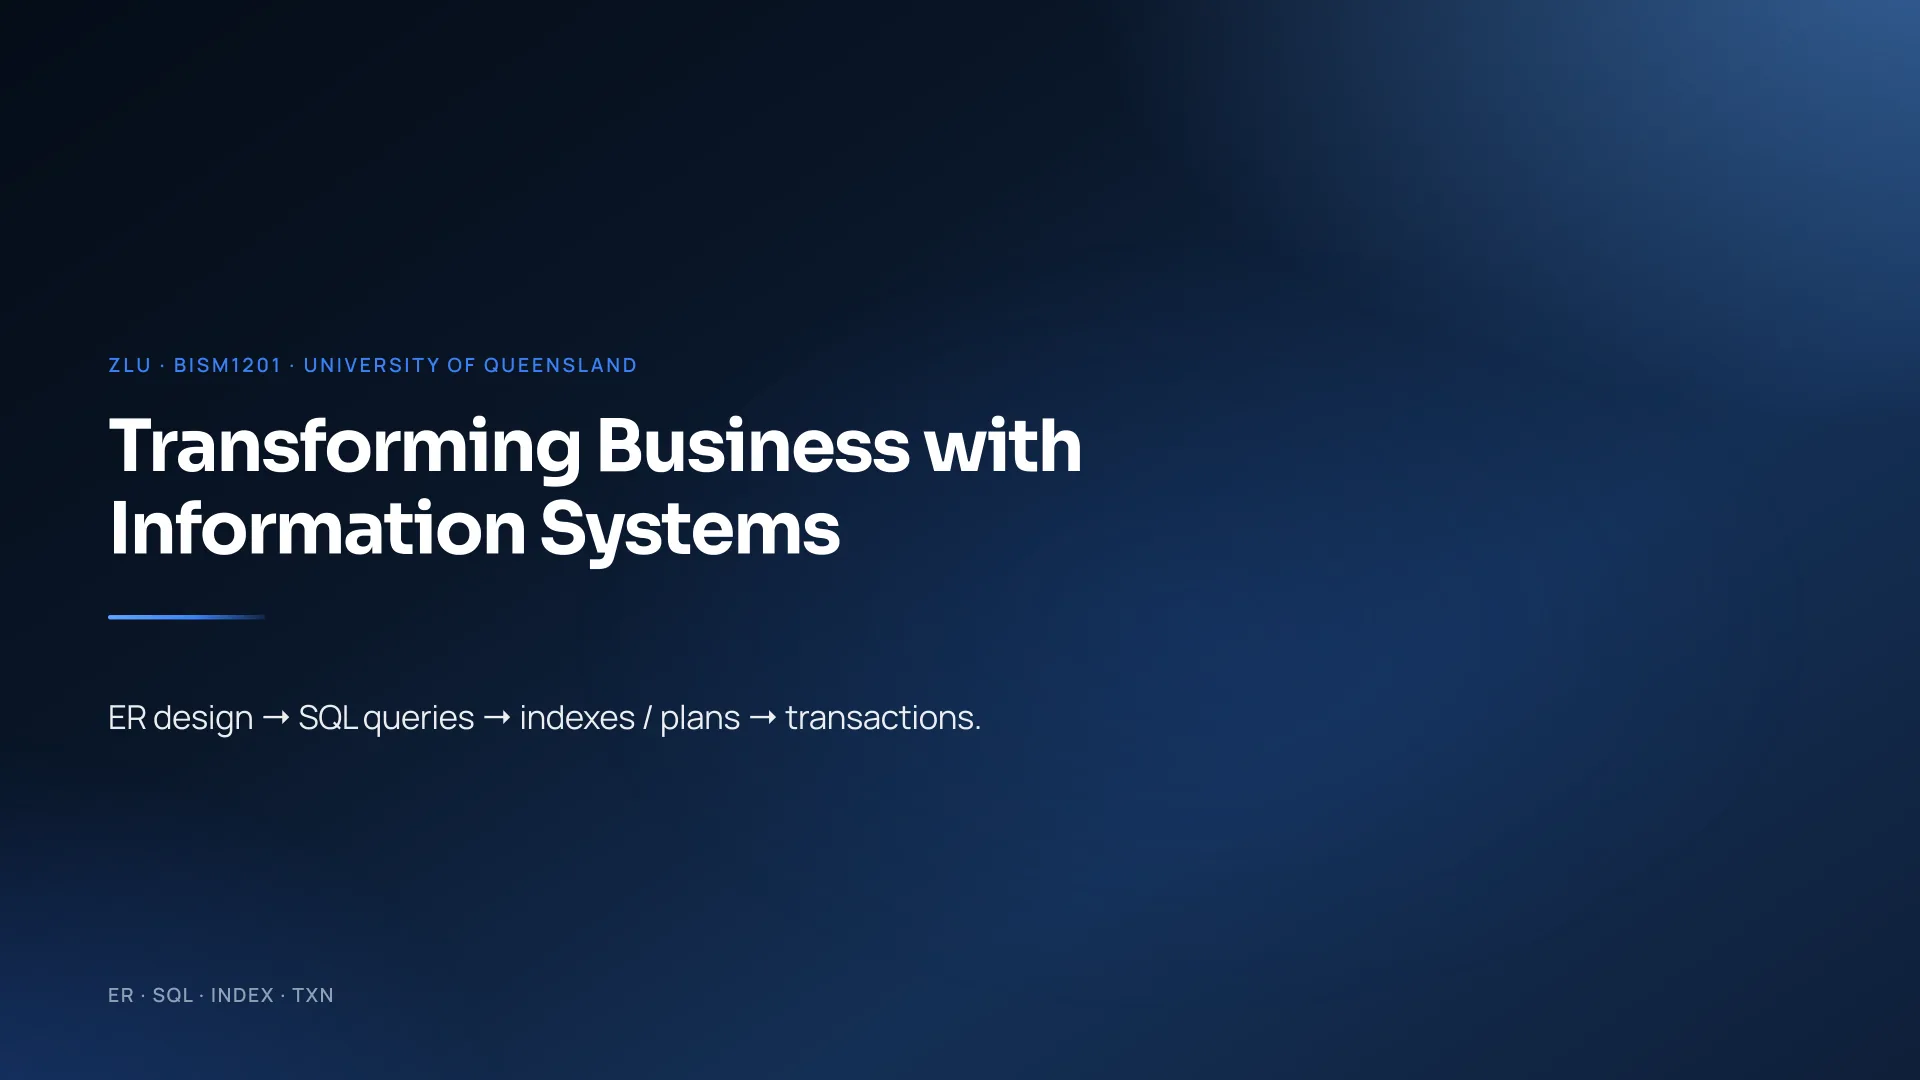 ZLU · BISM1201 · UNIVERSITY OF QUEENSLAND
Transforming Business with
Information Systems
ER design → SQL queries → indexes / plans → transactions.
ER · SQL · INDEX · TXN